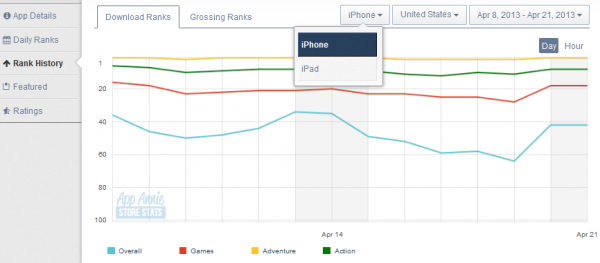 App Details
Daily Ranks
Rank History
Featured
Ratings
Download Ranks
Grossing Ranks
iPhone
United States
Apr 8, 2013 - Apr 21, 2013
iPhone
iPad
Day
Hour
1
20
40
60
80
100
App Annie
STORE STATS
Apr 14
Apr 21
Overall
Games
Adventure
Action